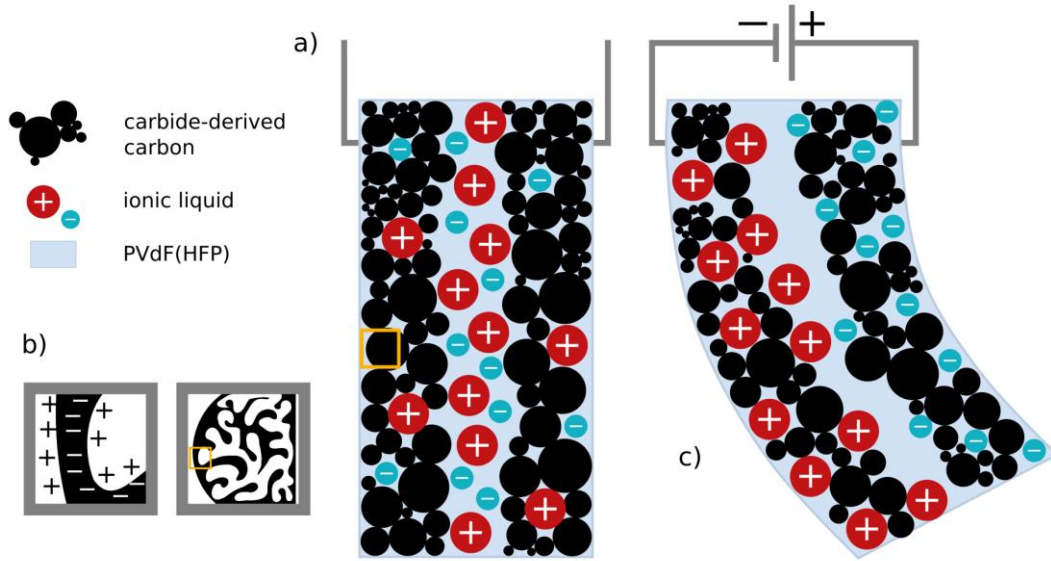 a)
− +
carbide-derived
carbon
ionic liquid
PVdF(HFP)
b)
c)